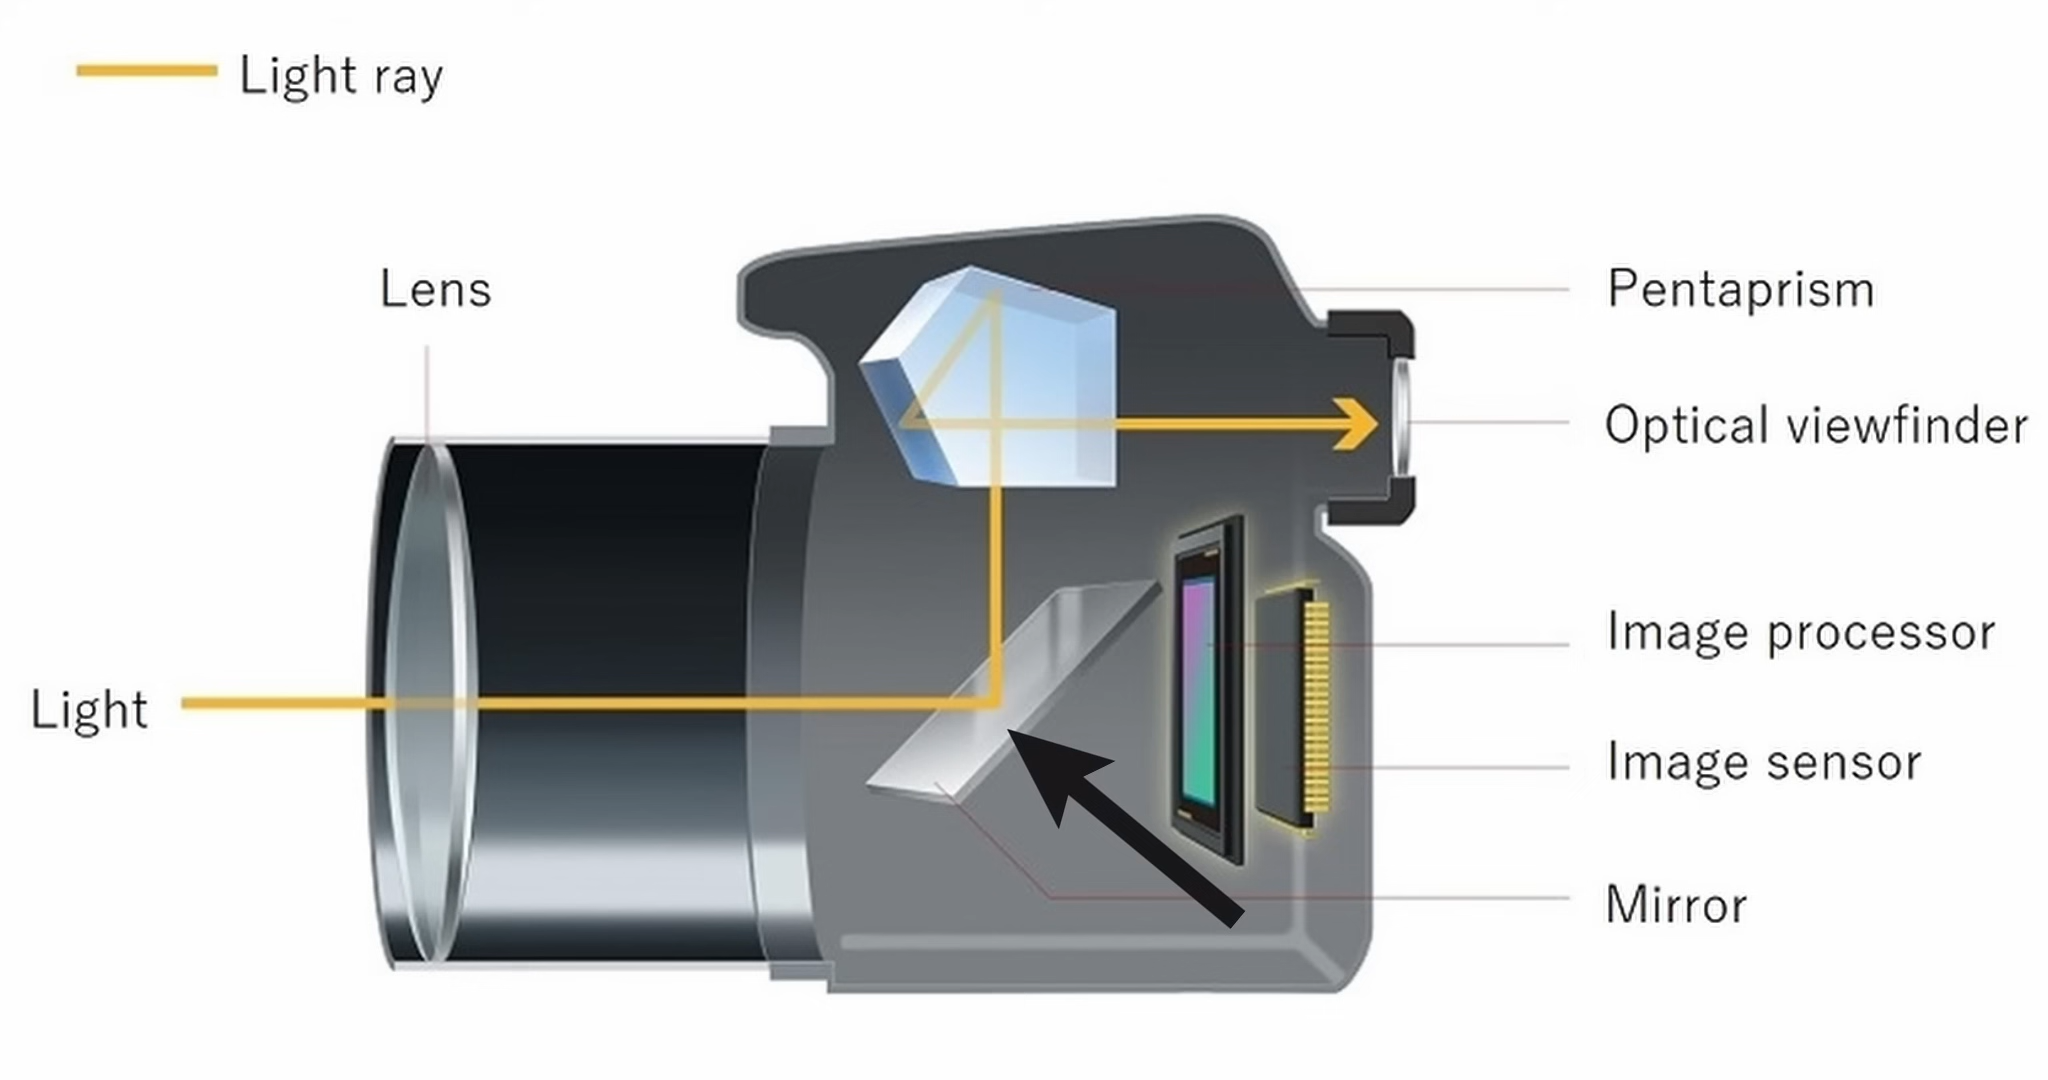 Light ray
Lens
Pentaprism
Optical viewfinder
Image processor
Light
Image sensor
Mirror